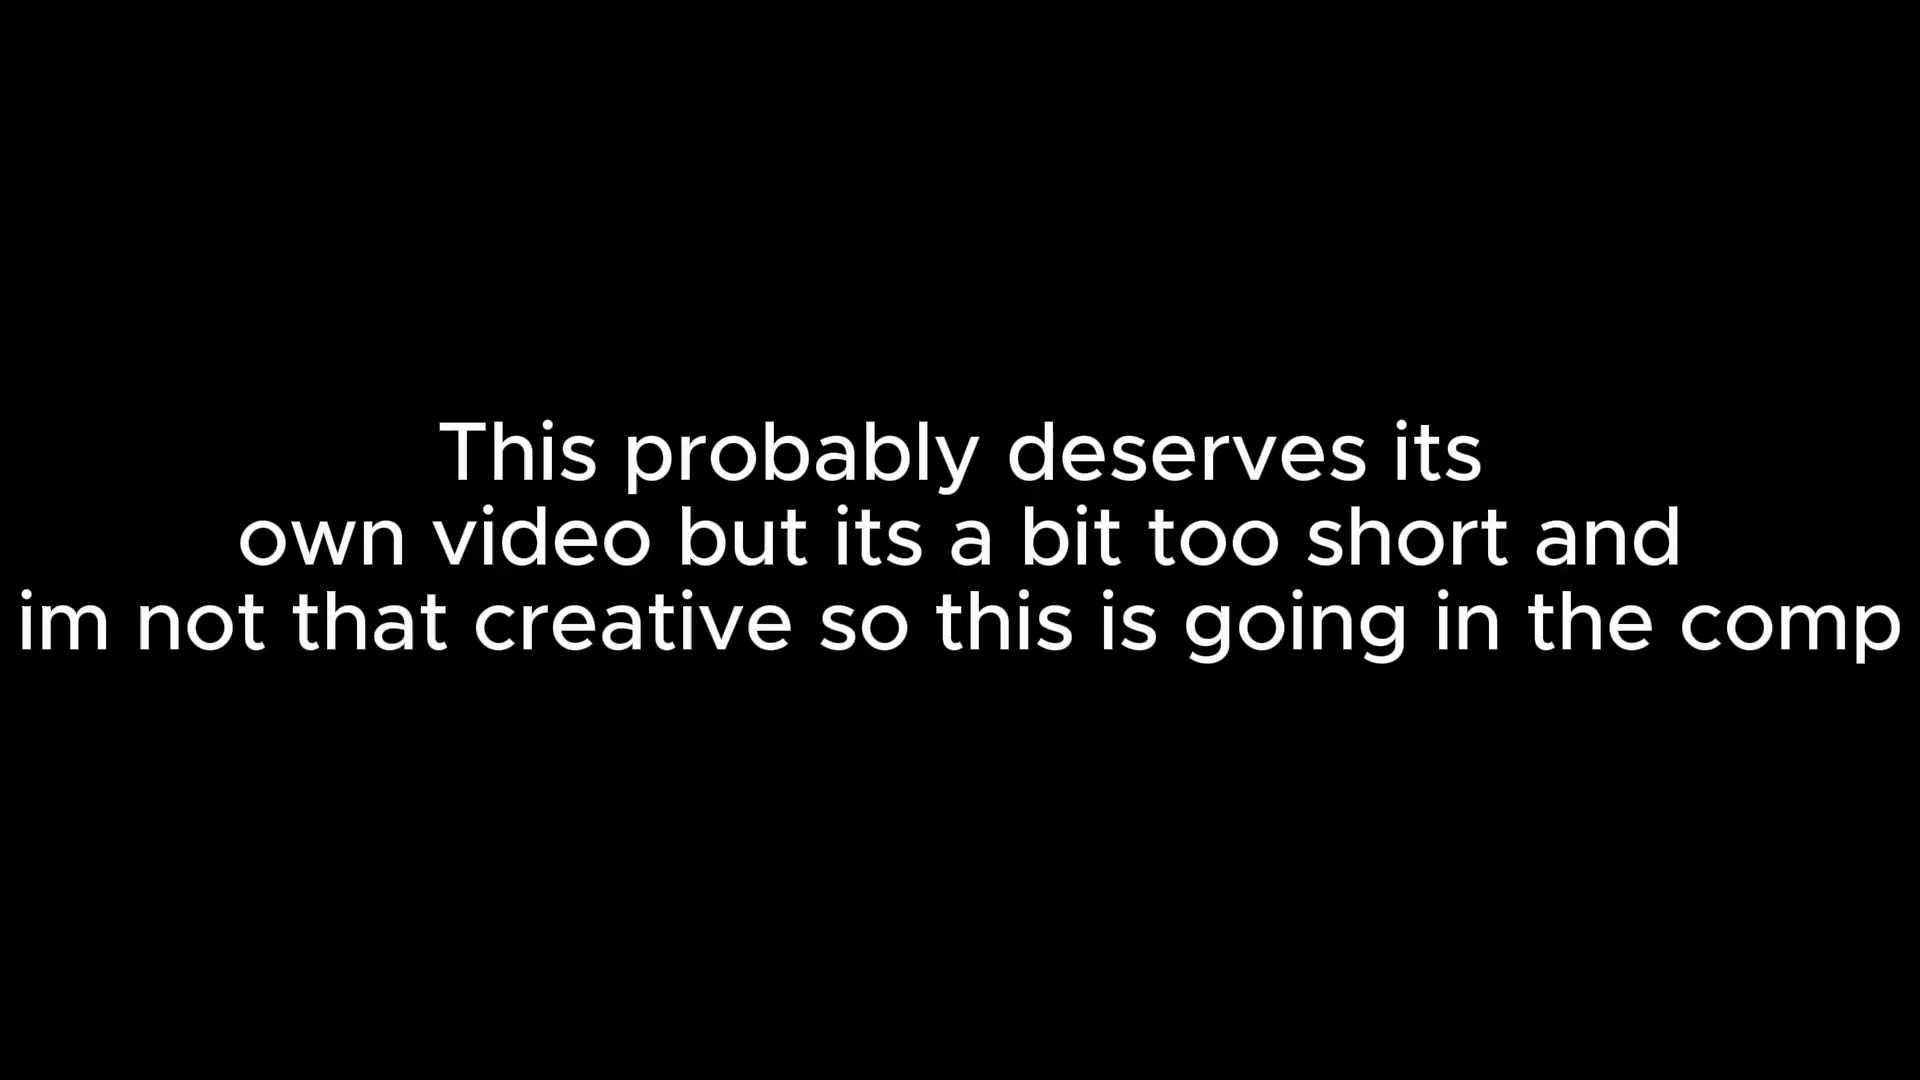 This probably deserves its
own video but its a bit too short and
im not that creative so this is going in the comp